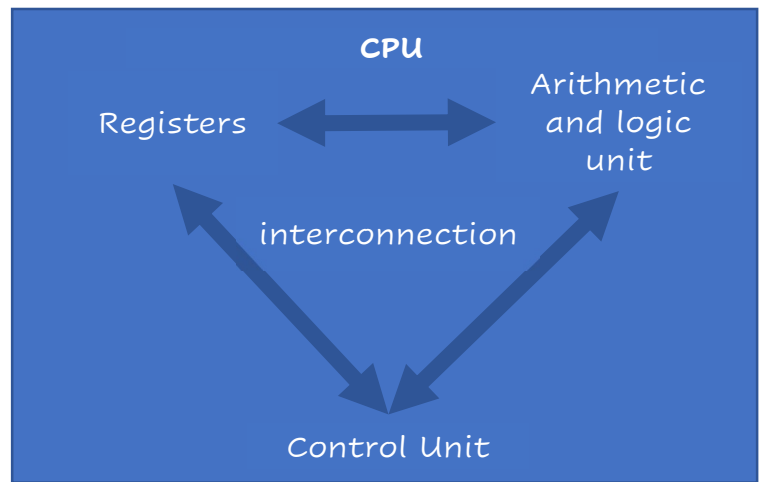 CPU
Registers
Arithmetic
and logic
unit
interconnection
Control Unit